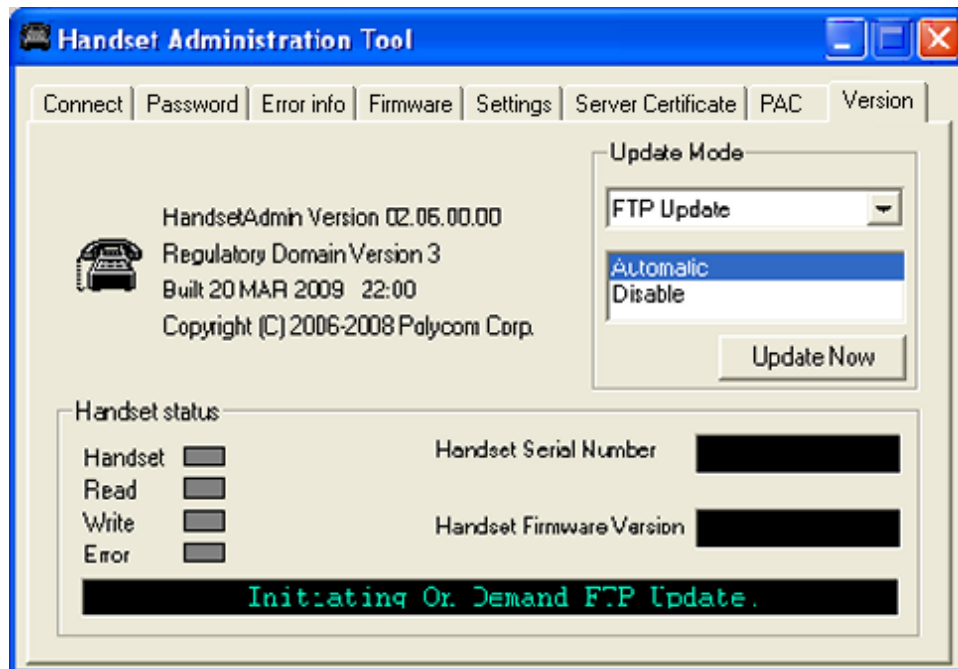 Handset Administration Tool
Connect Password Error info Firmware Settings Server Certificate PAC Version
HandsetAdmin Version 02.06.00.00
Regulatory Domain Version 3
Built 20 MAR 2009 22:00
Copyright (C) 2006-2008 Polycom Corp.
Update Mode
FTP Update
Automatic
Disable
Update Now
Handset status
Handset
Read
Write
Error
Handset Serial Number
Handset Firmware Version
Initiating On Demand FTP Update.